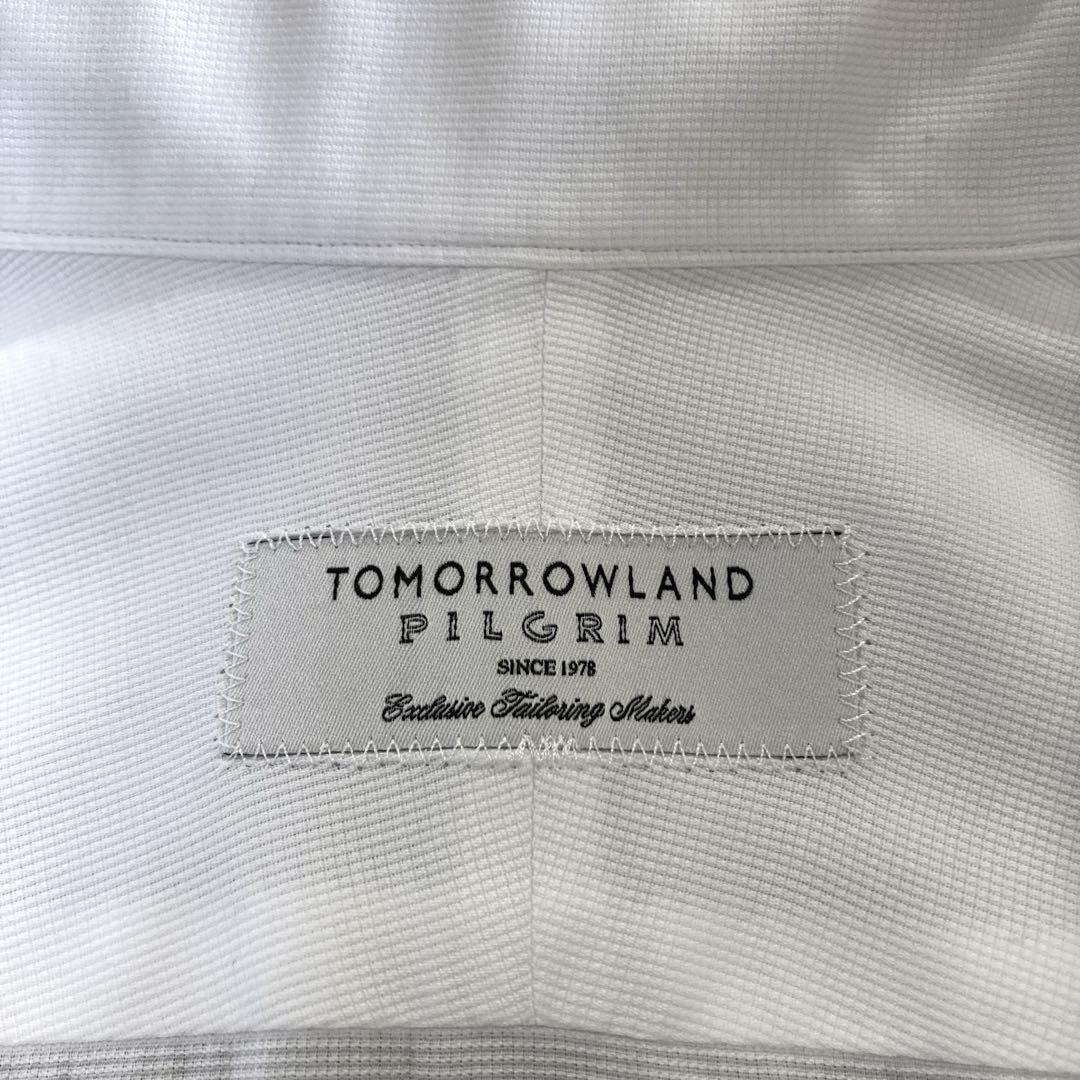 TOMORROWLAND
PILGRIM
SINCE 1978
Exclusive Tailoring Makers